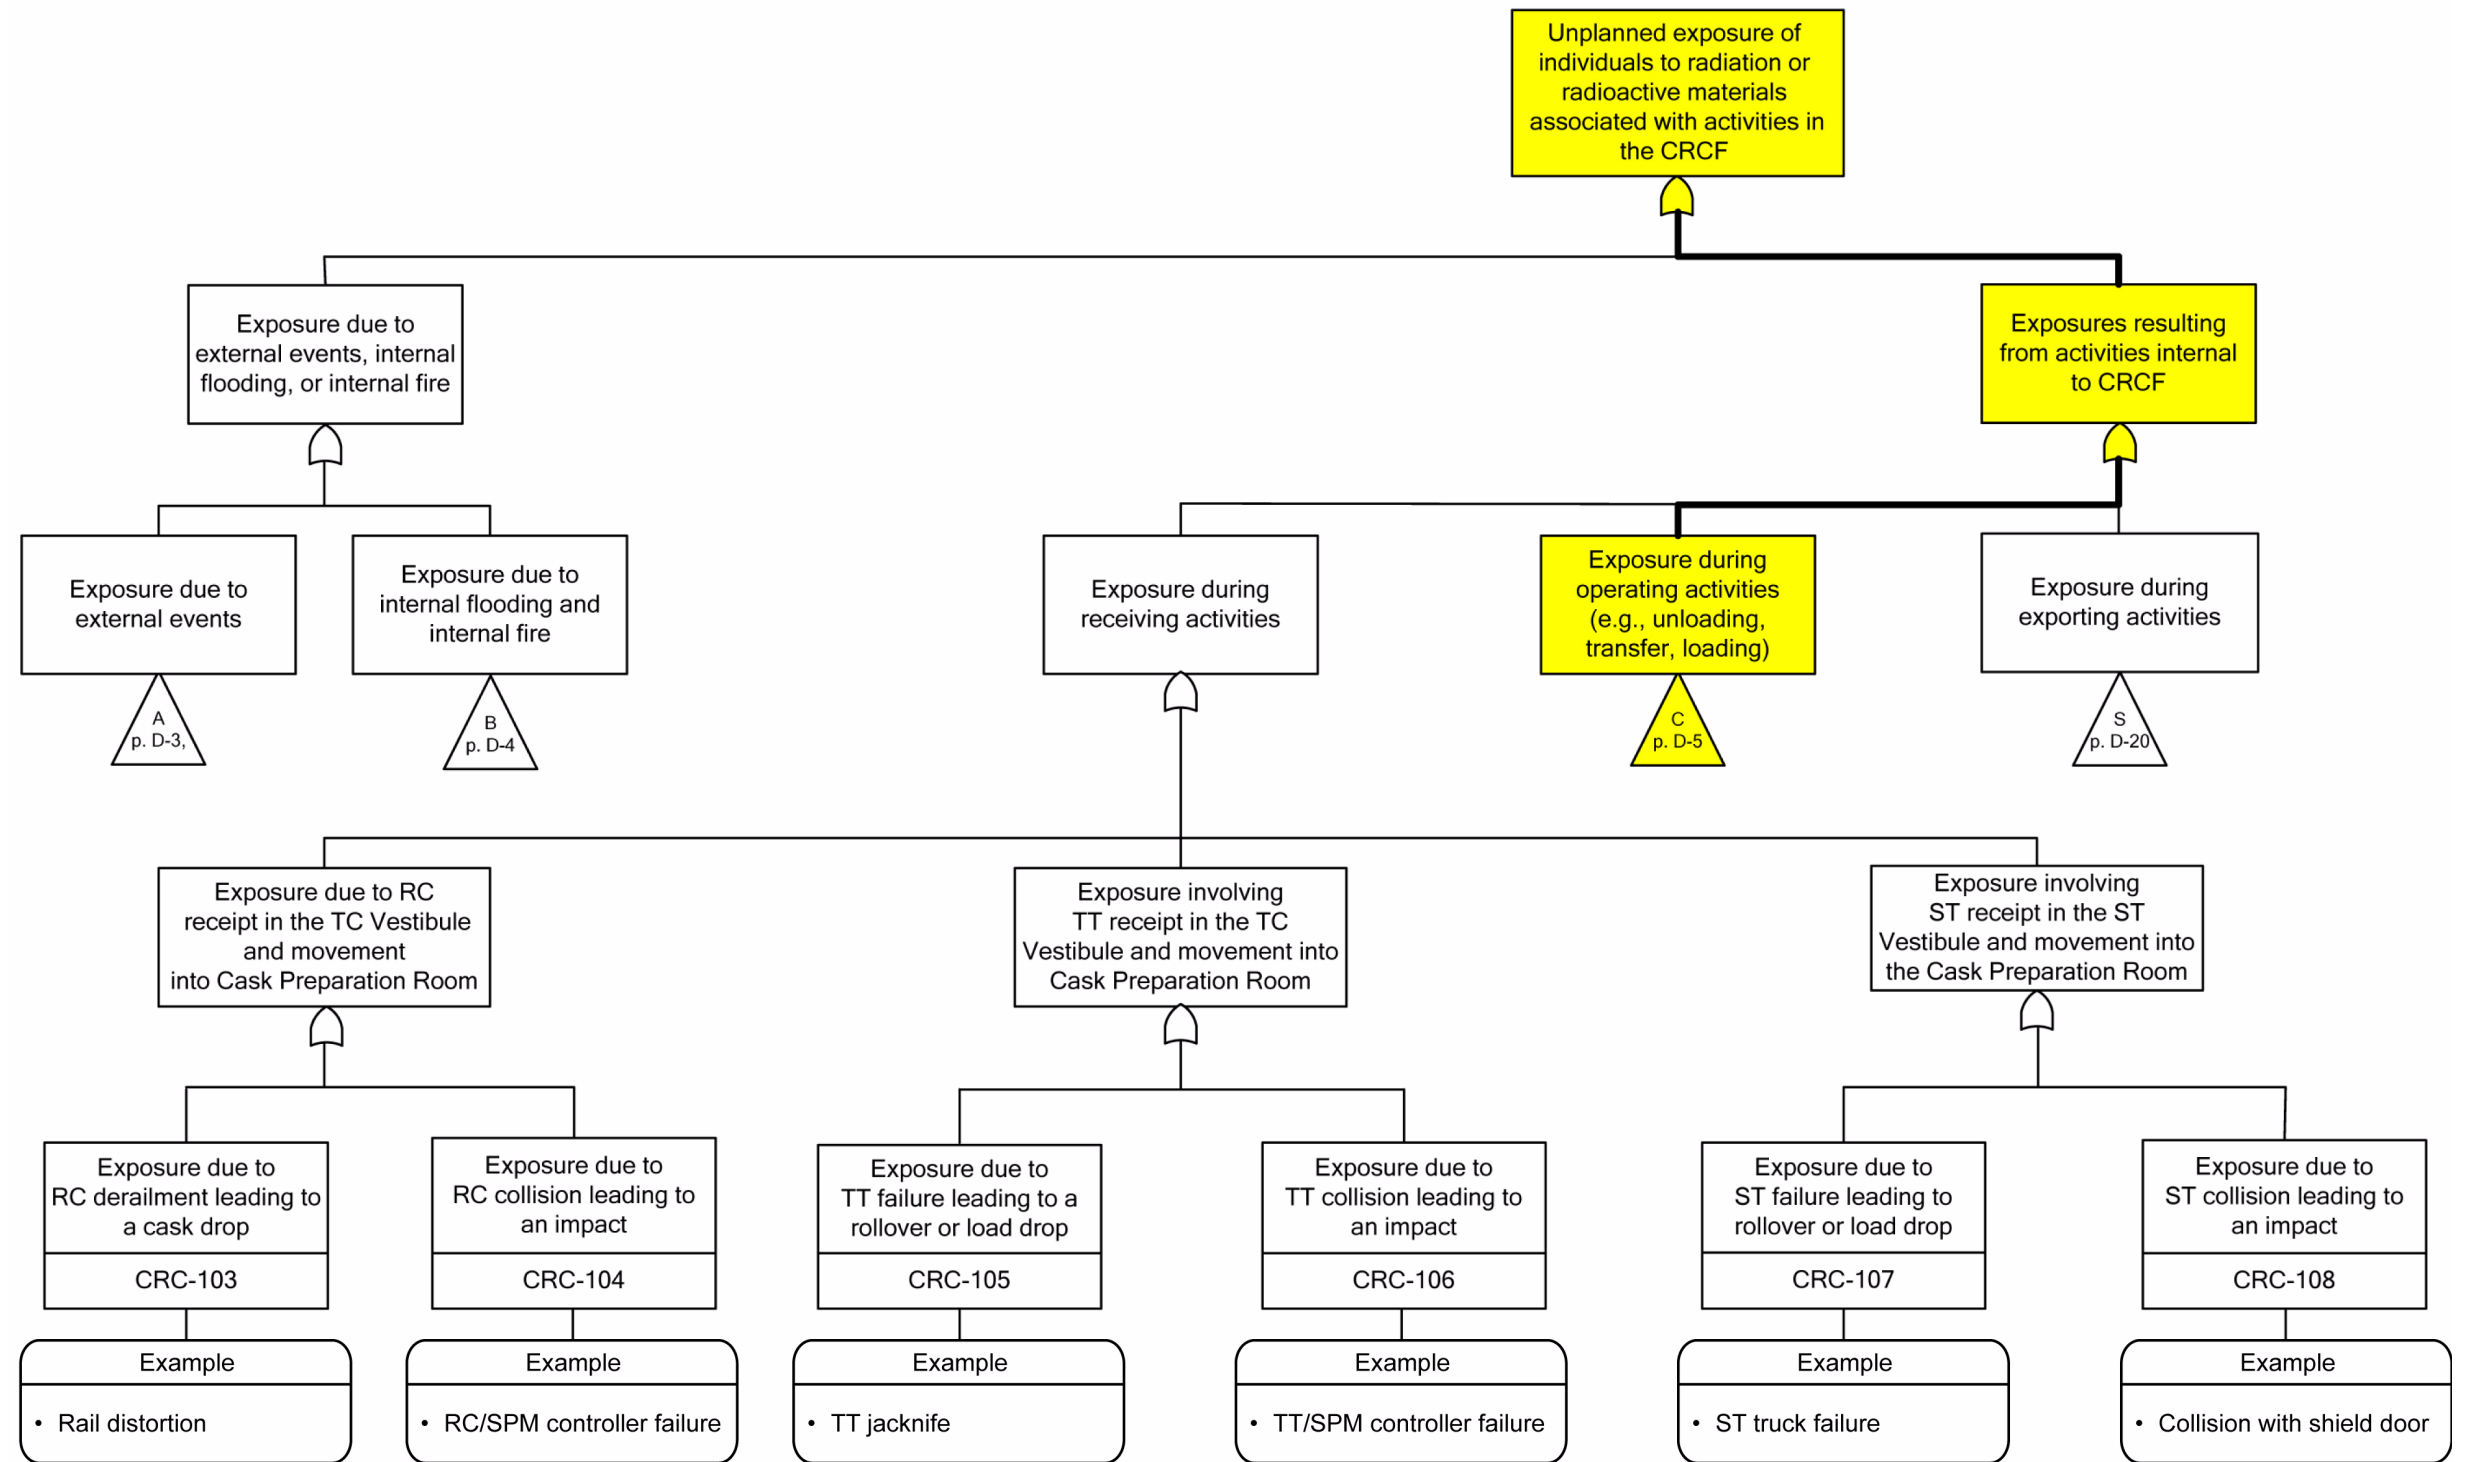 Unplanned exposure of
individuals to radiation or
radioactive materials
associated with activities in
the CRCF
Exposure due to
external events, internal
flooding, or internal fire
Exposures resulting
from activities internal
to CRCF
Exposure due to
external events
Exposure due to
internal flooding and
internal fire
Exposure during
receiving activities
Exposure during
operating activities
(e.g., unloading,
transfer, loading)
Exposure during
exporting activities
A
p. D-3,
B
p. D-4
C
p. D-5
S
p. D-20
Exposure due to RC
receipt in the TC Vestibule
and movement
into Cask Preparation Room
Exposure involving
TT receipt in the TC
Vestibule and movement into
Cask Preparation Room
Exposure involving
ST receipt in the ST
Vestibule and movement into
the Cask Preparation Room
Exposure due to
RC derailment leading to
a cask drop
CRC-103
Exposure due to
RC collision leading to
an impact
CRC-104
Exposure due to
TT failure leading to a
rollover or load drop
CRC-105
Exposure due to
TT collision leading to
an impact
CRC-106
Exposure due to
ST failure leading to
rollover or load drop
CRC-107
Exposure due to
ST collision leading to
an impact
CRC-108
Example
• Rail distortion
Example
• RC/SPM controller failure
Example
• TT jacknife
Example
• TT/SPM controller failure
Example
• ST truck failure
Example
• Collision with shield door